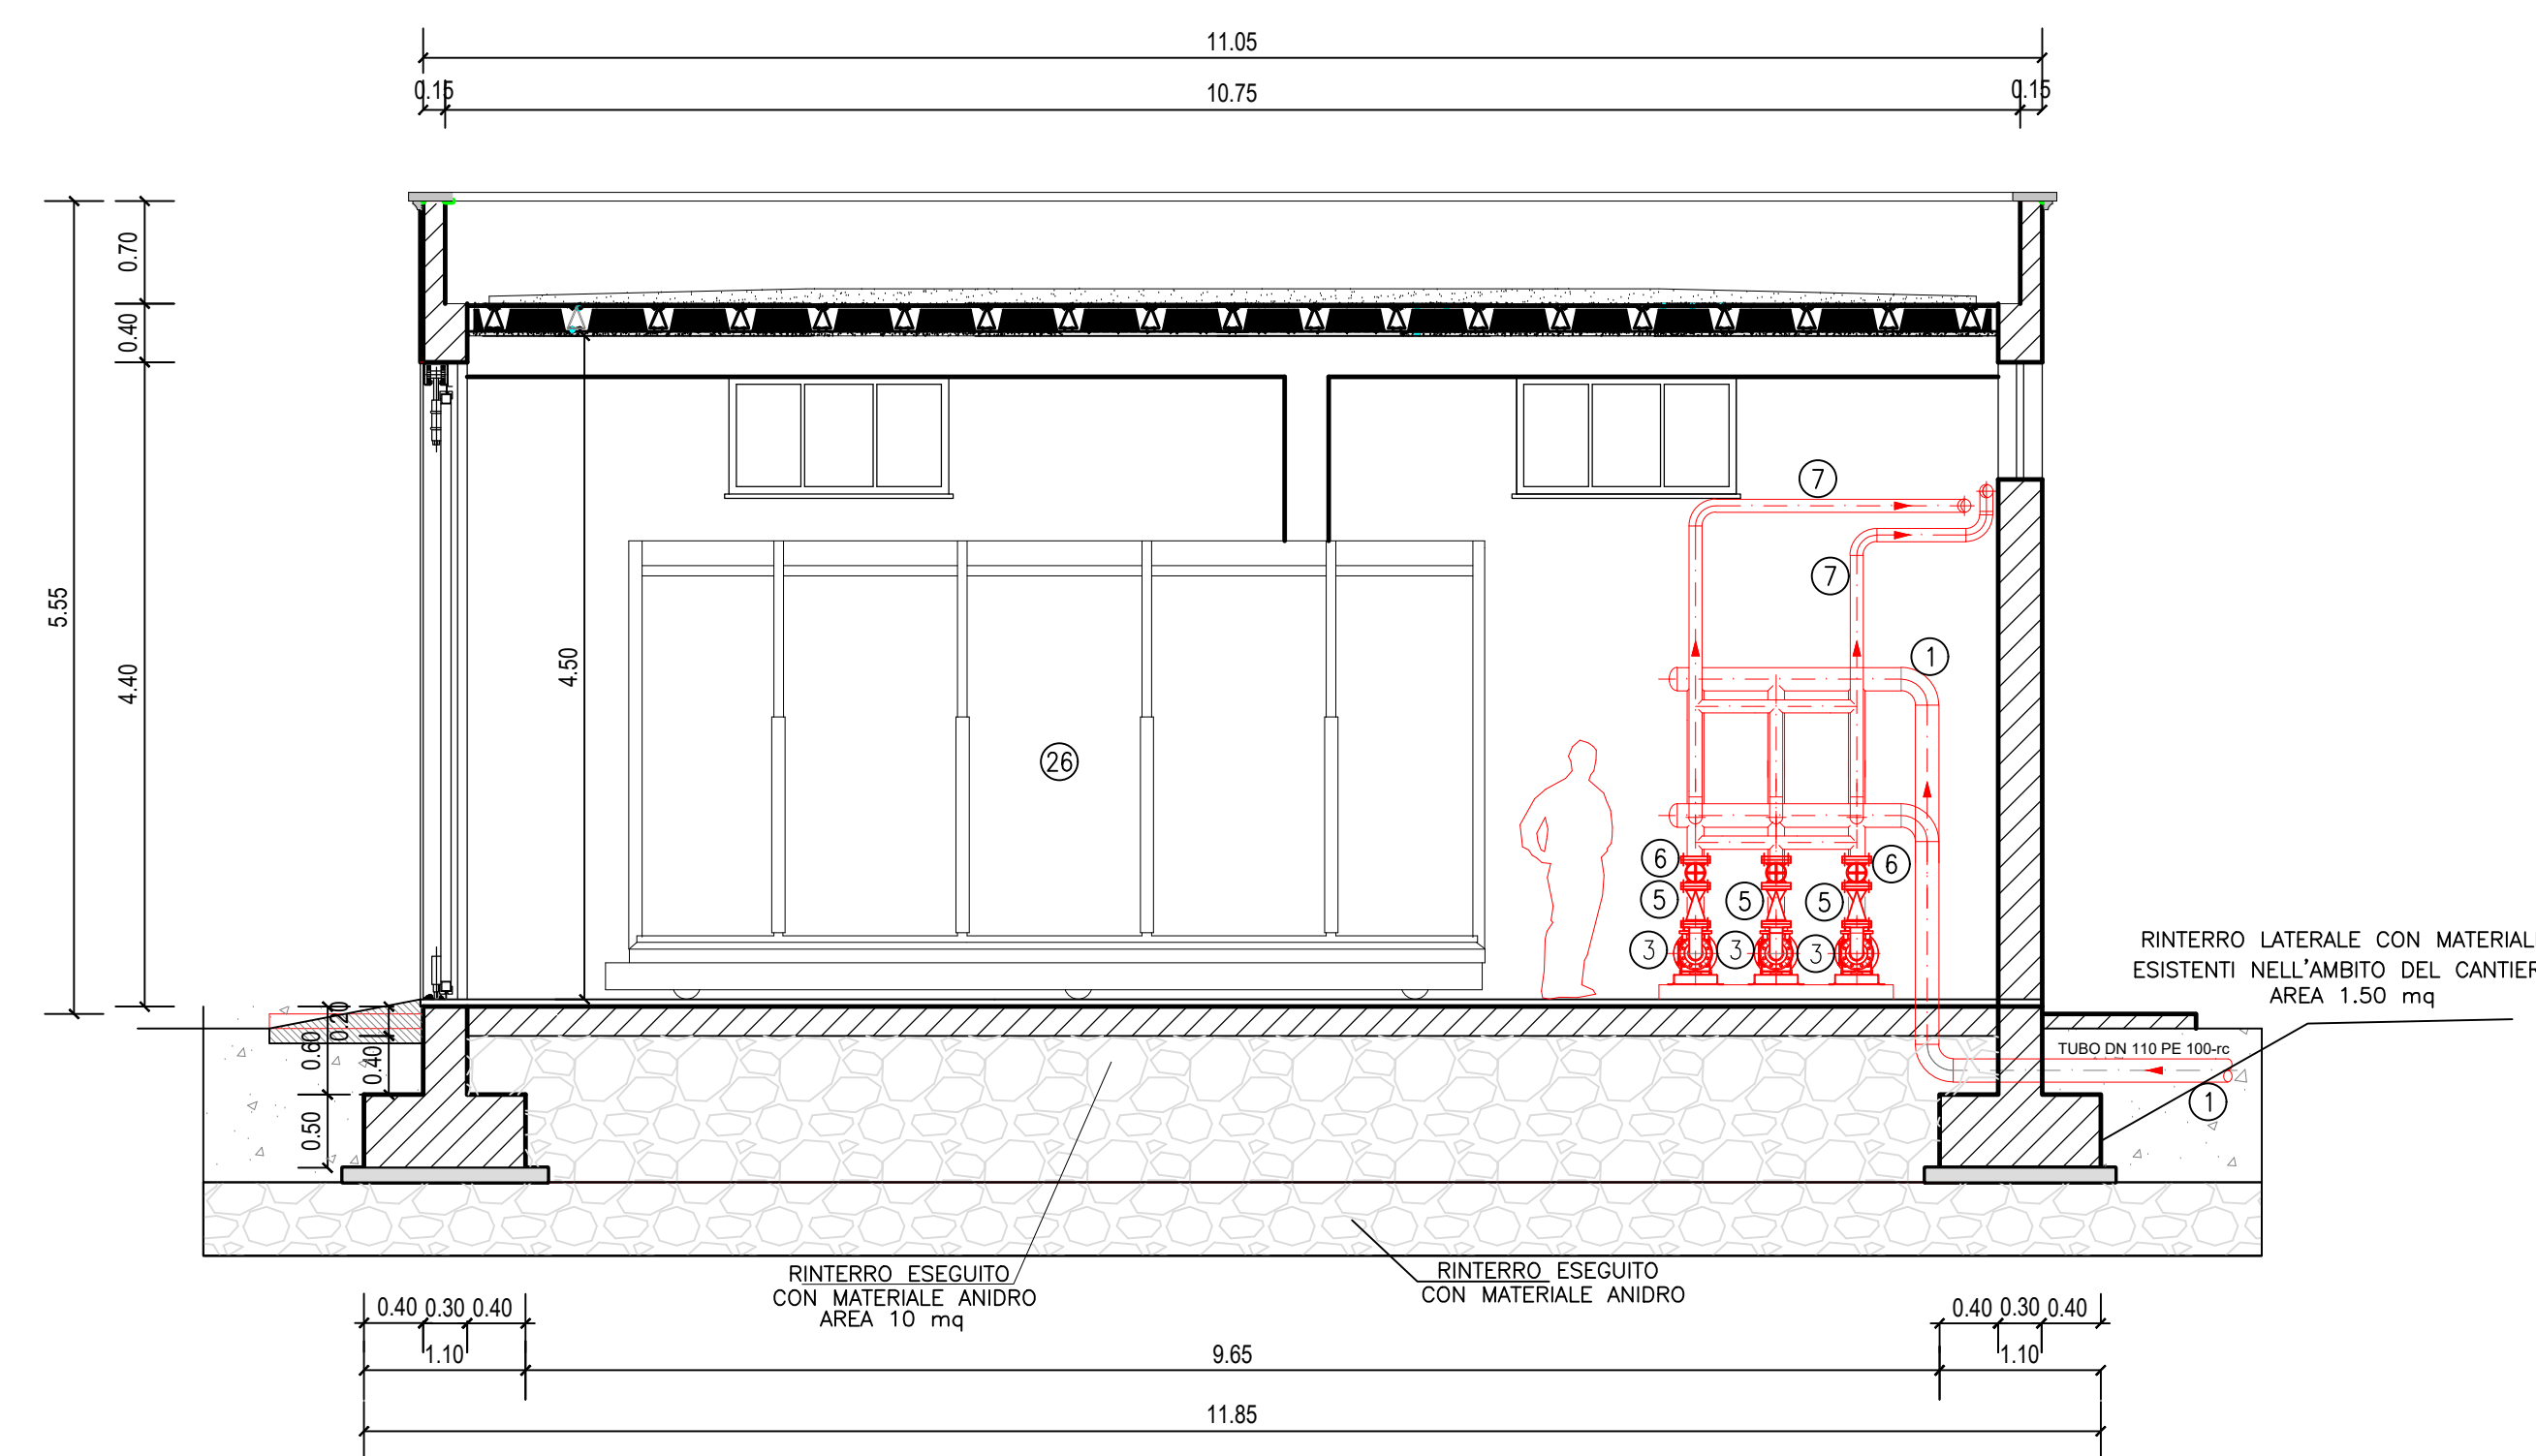 11.05
0.15 10.75 0.15
0.70
0.40
5.55
4.40
4.50
7
7
1
26
6 6
5 5 5
3 3 3
RINTERRO LATERALE CON MATERIAL
ESISTENTI NELL'AMBITO DEL CANTIER
AREA 1.50 mq
0.20
0.60
0.40
0.50
TUBO DN 110 PE 100-rc
1
RINTERRO ESEGUITO
CON MATERIALE ANIDRO
AREA 10 mq
RINTERRO ESEGUITO
CON MATERIALE ANIDRO
0.40 0.30 0.40 0.40 0.30 0.40
1.10 9.65 1.10
11.85